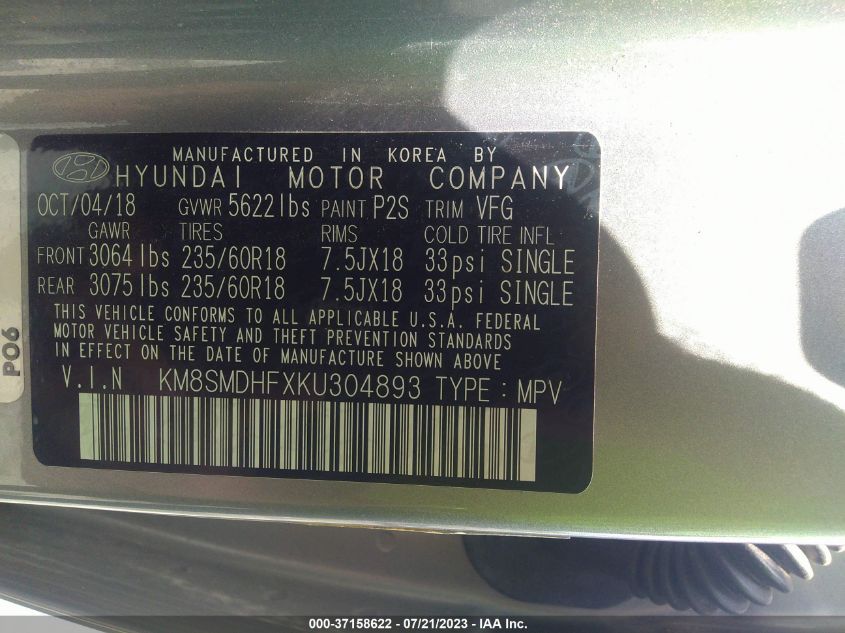 MANUFACTURED IN KOREA BY
HYUNDAI MOTOR COMPANY
OCT/04/18 GVWR 5622lbs PAINT P2S TRIM VFG
GAWR TIRES RIMS COLD TIRE INFL
FRONT 3064lbs 235/60R18 7.5JX18 33psi SINGLE
REAR 3075lbs 235/60R18 7.5JX18 33psi SINGLE
THIS VEHICLE CONFORMS TO ALL APPLICABLE U.S.A. FEDERAL
MOTOR VEHICLE SAFETY AND THEFT PREVENTION STANDARDS
IN EFFECT ON THE DATE OF MANUFACTURE SHOWN ABOVE
V.I.N KM8SMDHFXKU304893 TYPE : MPV
P06
000-37158622 - 07/21/2023 - IAA Inc.